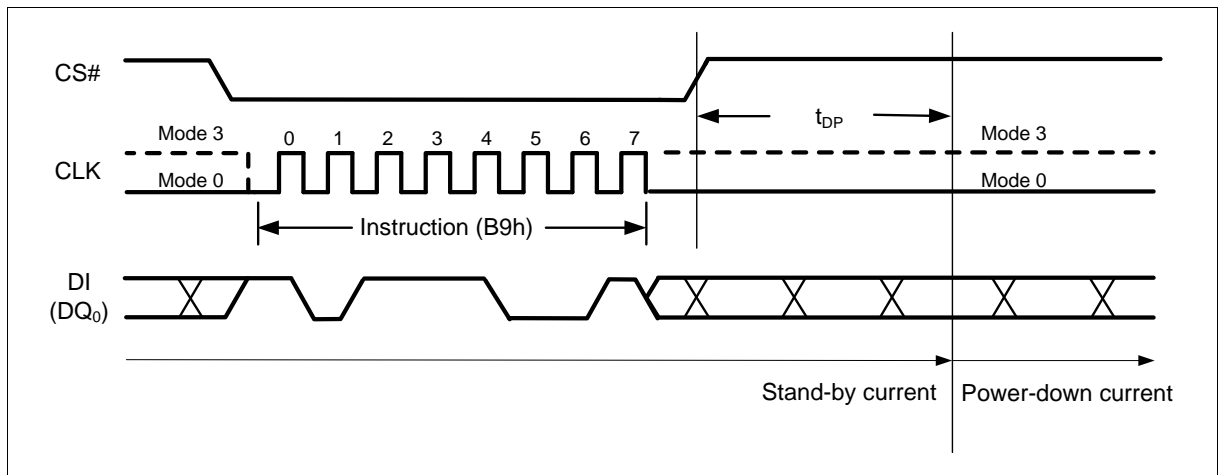 CS#
t_DP
Mode 3
0 1 2 3 4 5 6 7
Mode 3
CLK
Mode 0
Mode 0
Instruction (B9h)
DI
(DQ₀)
Stand-by current
Power-down current